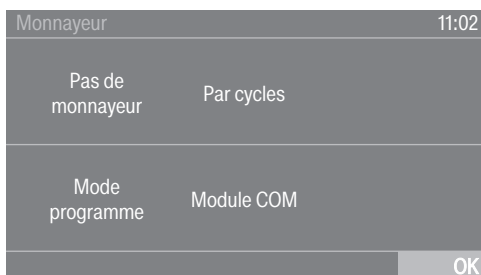 Monnayeur 11:02
Pas de
monnayeur
Par cycles
Mode
programme
Module COM
OK